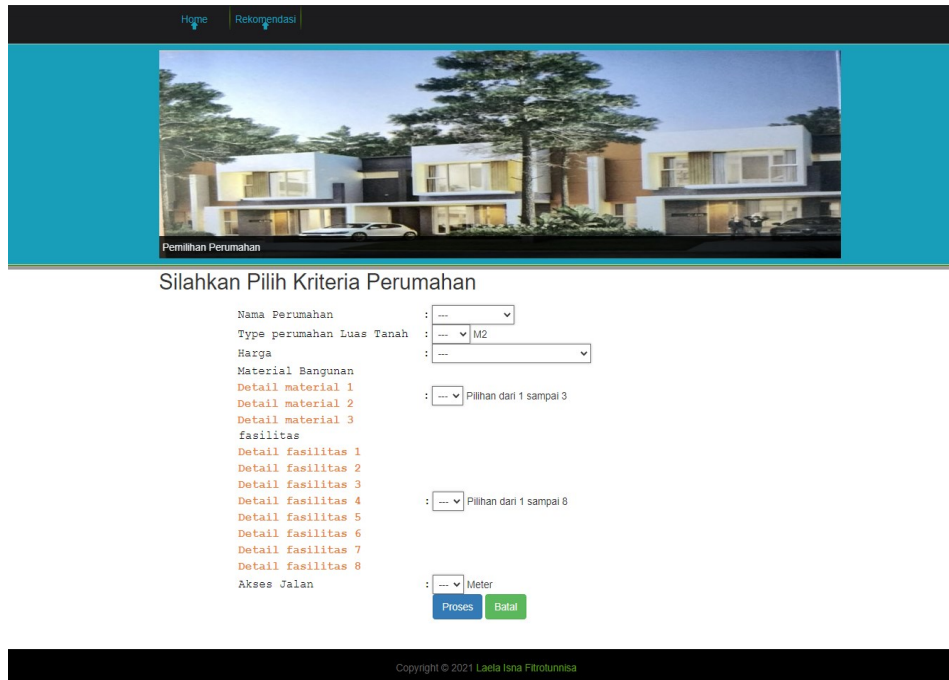 Home Rekomendasi
Pemilihan Perumahan
Silahkan Pilih Kriteria Perumahan
Nama Perumahan : ---
Type perumahan Luas Tanah : --- M2
Harga : ---
Material Bangunan
Detail material 1
Detail material 2 : --- Pilihan dari 1 sampai 3
Detail material 3
fasilitas
Detail fasilitas 1
Detail fasilitas 2
Detail fasilitas 3
Detail fasilitas 4 : --- Pilihan dari 1 sampai 8
Detail fasilitas 5
Detail fasilitas 6
Detail fasilitas 7
Detail fasilitas 8
Akses Jalan : --- Meter
Proses Batal
Copyright © 2021 Laela Isna Fitrotunnisa